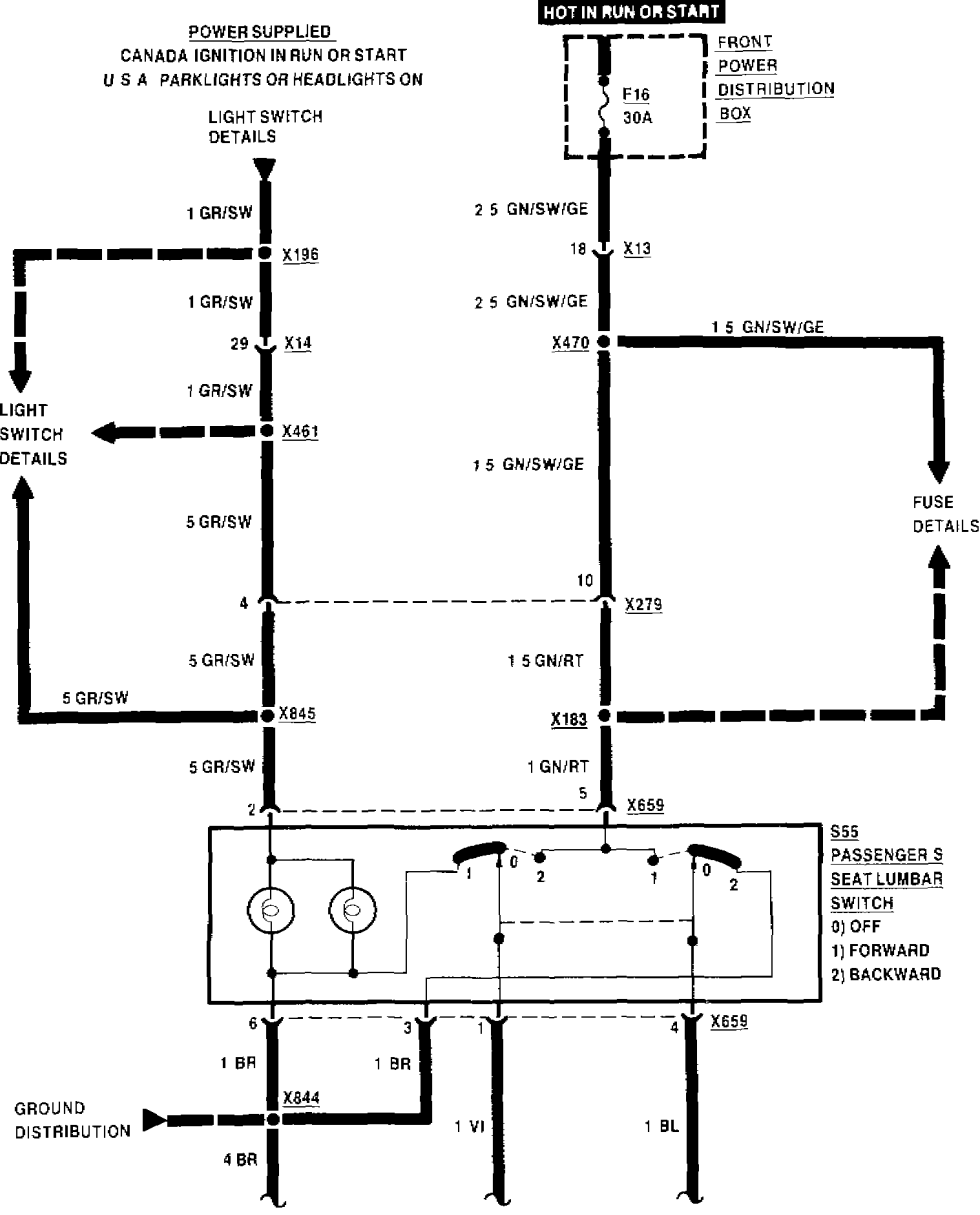 HOT IN RUN OR START
POWER SUPPLIED
CANADA IGNITION IN RUN OR START
U S A PARKLIGHTS OR HEADLIGHTS ON
LIGHT SWITCH
DETAILS
FRONT
POWER
DISTRIBUTION
BOX
F16
30A
1 GR/SW
2 5 GN/SW/GE
X196
18 X13
1 GR/SW
2 5 GN/SW/GE
29 X14
X470
1 5 GN/SW/GE
1 GR/SW
LIGHT
SWITCH
DETAILS
X461
1 5 GN/SW/GE
FUSE
DETAILS
5 GR/SW
10
4
X279
5 GR/SW
1 5 GN/RT
5 GR/SW
X845
X183
5 GR/SW
1 GN/RT
2
5 X659
S55
PASSENGER S
SEAT LUMBAR
SWITCH
0) OFF
1) FORWARD
2) BACKWARD
1 0 2
1 0 2
6 3 1 4 X659
1 BR
1 BR
X844
GROUND
DISTRIBUTION
1 VI
1 BL
4 BR